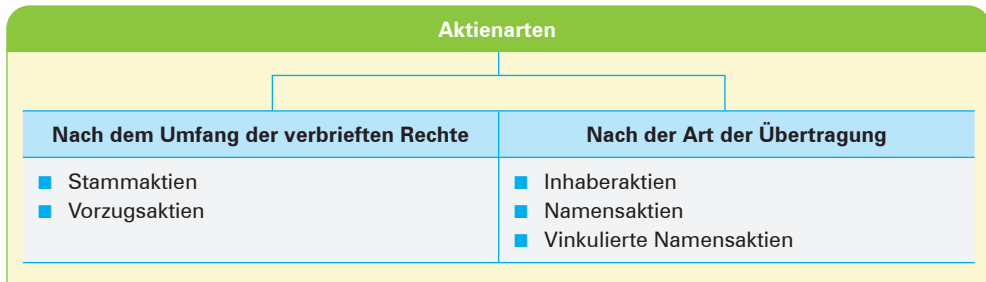 Aktienarten
Nach dem Umfang der verbrieften Rechte
Stammaktien
Vorzugsaktien
Nach der Art der Übertragung
Inhaberaktien
Namensaktien
Vinkulierte Namensaktien